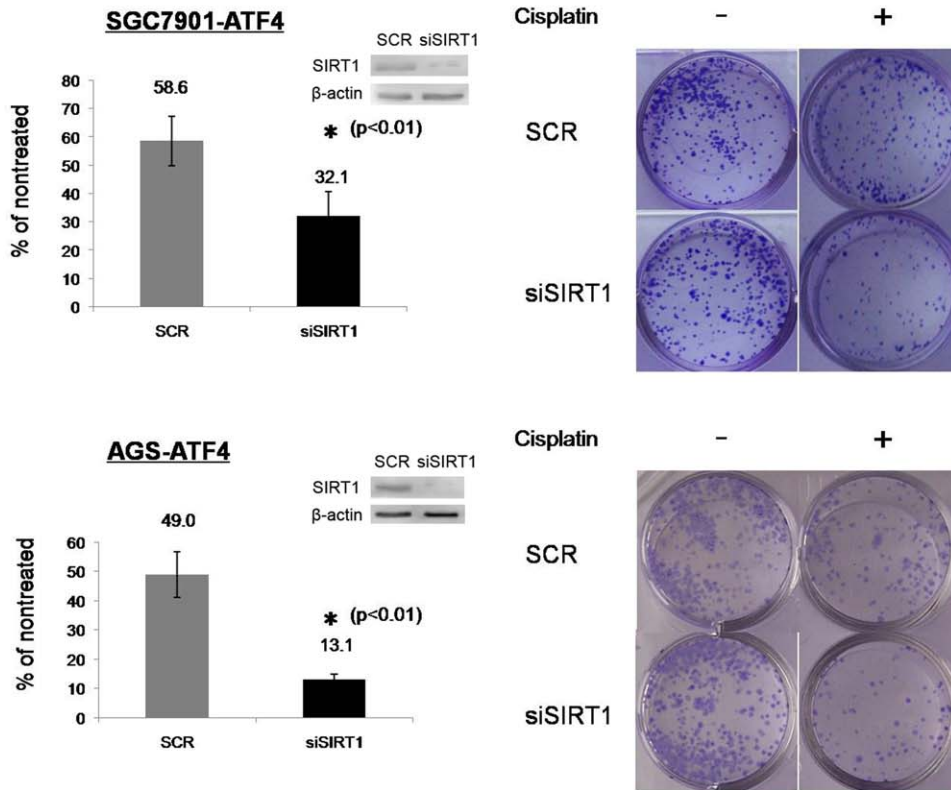 SGC7901-ATF4
SCR siSIRT1
SIRT1
β-actin
% of nontreated
80
70
60
50
40
30
20
10
0
58.6
* (p<0.01)
32.1
SCR siSIRT1
Cisplatin - +
SCR
siSIRT1
AGS-ATF4
SCR siSIRT1
SIRT1
β-actin
% of nontreated
60
50
40
30
20
10
0
49.0
* (p<0.01)
13.1
SCR siSIRT1
Cisplatin - +
SCR
siSIRT1